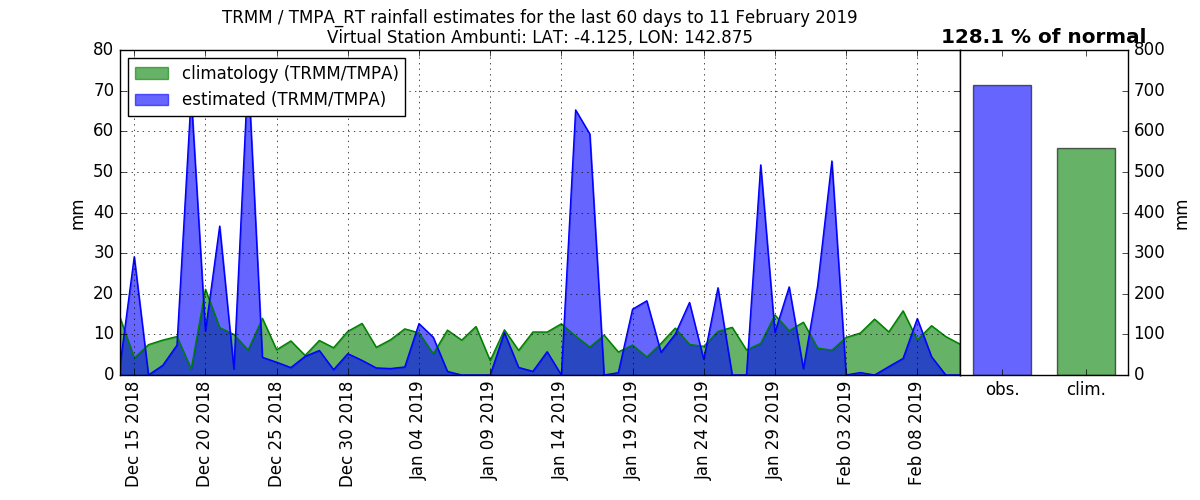 TRMM / TMPA_RT rainfall estimates for the last 60 days to 11 February 2019
Virtual Station Ambunti: LAT: -4.125, LON: 142.875
128.1 % of normal
climatology (TRMM/TMPA)
estimated (TRMM/TMPA)
80
70
60
50
40
30
20
10
0
mm
Dec 15 2018
Dec 20 2018
Dec 25 2018
Dec 30 2018
Jan 04 2019
Jan 09 2019
Jan 14 2019
Jan 19 2019
Jan 24 2019
Jan 29 2019
Feb 03 2019
Feb 08 2019
obs.
clim.
800
700
600
500
400
300
200
100
0
mm